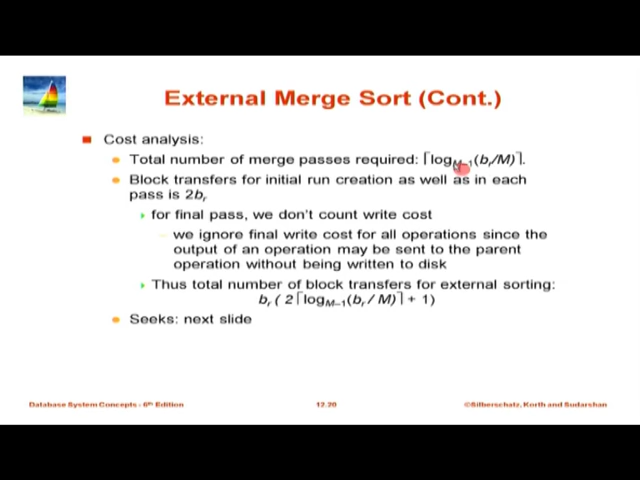 External Merge Sort (Cont.)
Cost analysis:
Total number of merge passes required: ⌈log_M–1(b_r/M)⌉.
Block transfers for initial run creation as well as in each
pass is 2b_r
for final pass, we don't count write cost
we ignore final write cost for all operations since the
output of an operation may be sent to the parent
operation without being written to disk
Thus total number of block transfers for external sorting:
b_r ( 2⌈log_M–1(b_r / M)⌉ + 1)
Seeks: next slide
Database System Concepts - 6th Edition
12.20
©Silberschatz, Korth and Sudarshan